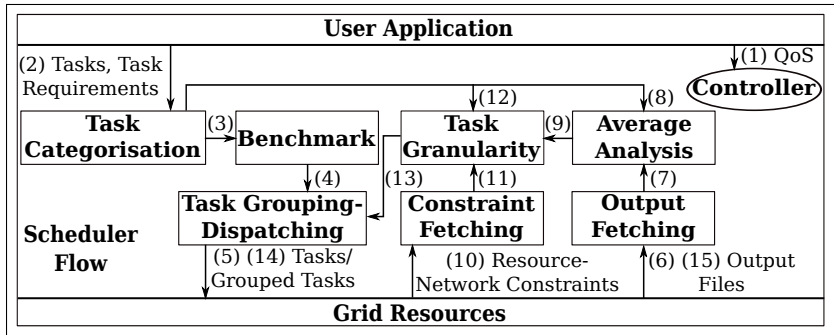 User Application
(2) Tasks, Task
Requirements
(1) QoS
Controller
(12)
(8)
Task
Categorisation
(3)
Benchmark
Task
Granularity
(9)
Average
Analysis
(4)
(13)
(11)
(7)
Task Grouping-
Dispatching
Constraint
Fetching
Output
Fetching
Scheduler
Flow
(5) (14) Tasks/
Grouped Tasks
(10) Resource-
Network Constraints
(6) (15) Output
Files
Grid Resources